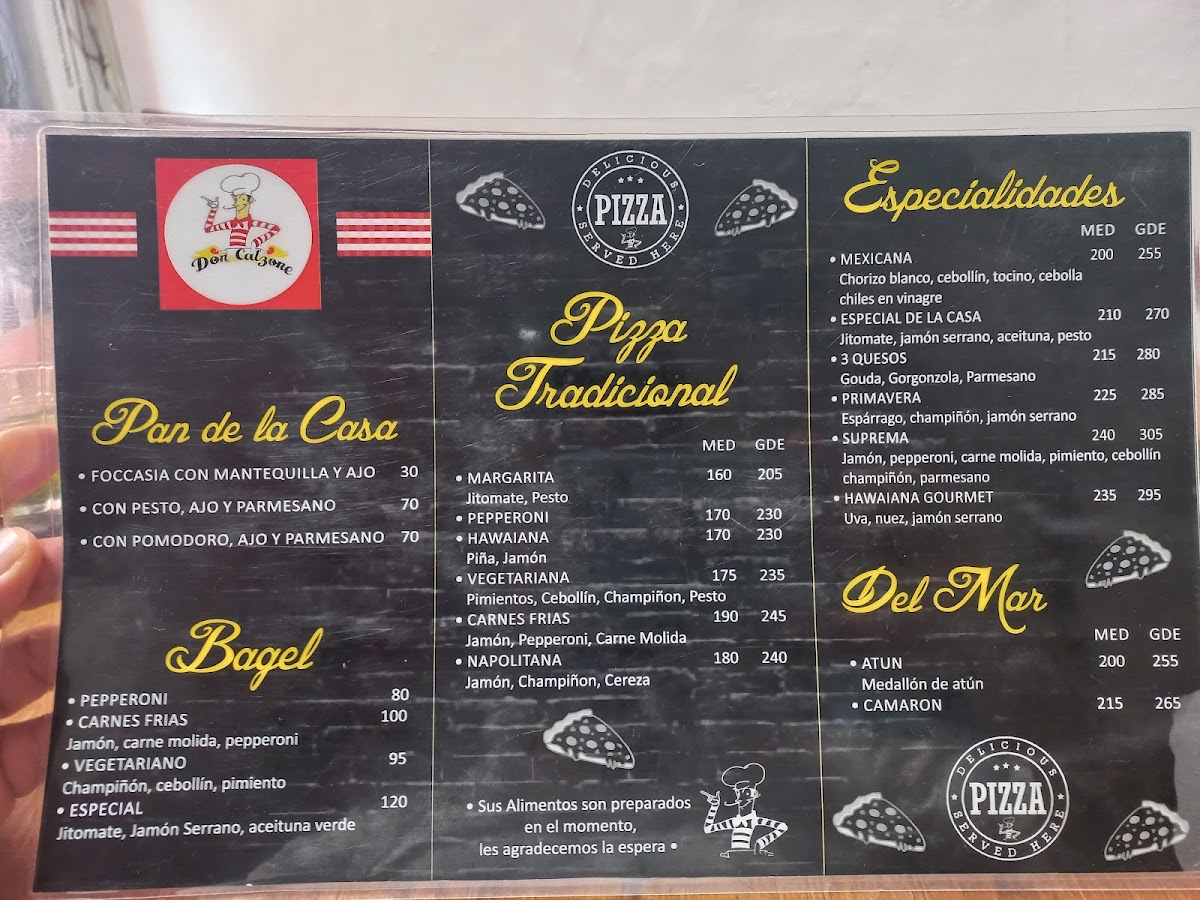 Don Calzone
Pan de la Casa
• FOCCASIA CON MANTEQUILLA Y AJO 30
• CON PESTO, AJO Y PARMESANO 70
• CON POMODORO, AJO Y PARMESANO 70
Bagel
• PEPPERONI 80
• CARNES FRIAS 100
Jamón, carne molida, pepperoni
• VEGETARIANO 95
Champiñón, cebollín, pimiento
• ESPECIAL 120
Jitomate, Jamón Serrano, aceituna verde
DELICIOUS
PIZZA
SERVED HERE
Pizza
Tradicional
MED GDE
• MARGARITA 160 205
Jitomate, Pesto
• PEPPERONI 170 230
• HAWAIANA 170 230
Piña, Jamón
• VEGETARIANA 175 235
Pimientos, Cebollín, Champiñon, Pesto
• CARNES FRIAS 190 245
Jamón, Pepperoni, Carne Molida
• NAPOLITANA 180 240
Jamón, Champiñon, Cereza
• Sus Alimentos son preparados
en el momento,
les agradecemos la espera •
Especialidades
MED GDE
• MEXICANA 200 255
Chorizo blanco, cebollín, tocino, cebolla
chiles en vinagre
• ESPECIAL DE LA CASA 210 270
Jitomate, jamón serrano, aceituna, pesto
• 3 QUESOS 215 280
Gouda, Gorgonzola, Parmesano
• PRIMAVERA 225 285
Espárrago, champiñón, jamón serrano
• SUPREMA 240 305
Jamón, pepperoni, carne molida, pimiento, cebollín
champiñón, parmesano
• HAWAIANA GOURMET 235 295
Uva, nuez, jamón serrano
Del Mar
MED GDE
• ATUN 200 255
Medallón de atún
• CAMARON 215 265
DELICIOUS
PIZZA
SERVED HERE